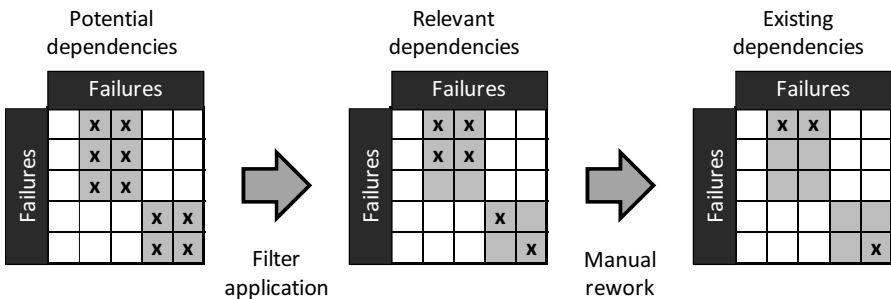 Potential
dependencies
Relevant
dependencies
Existing
dependencies
Failures
Failures
Failures
Failures
Failures
Failures
x x
x x
x x
x x
x x
x x
x x
x
x
x x
x
Filter
application
Manual
rework